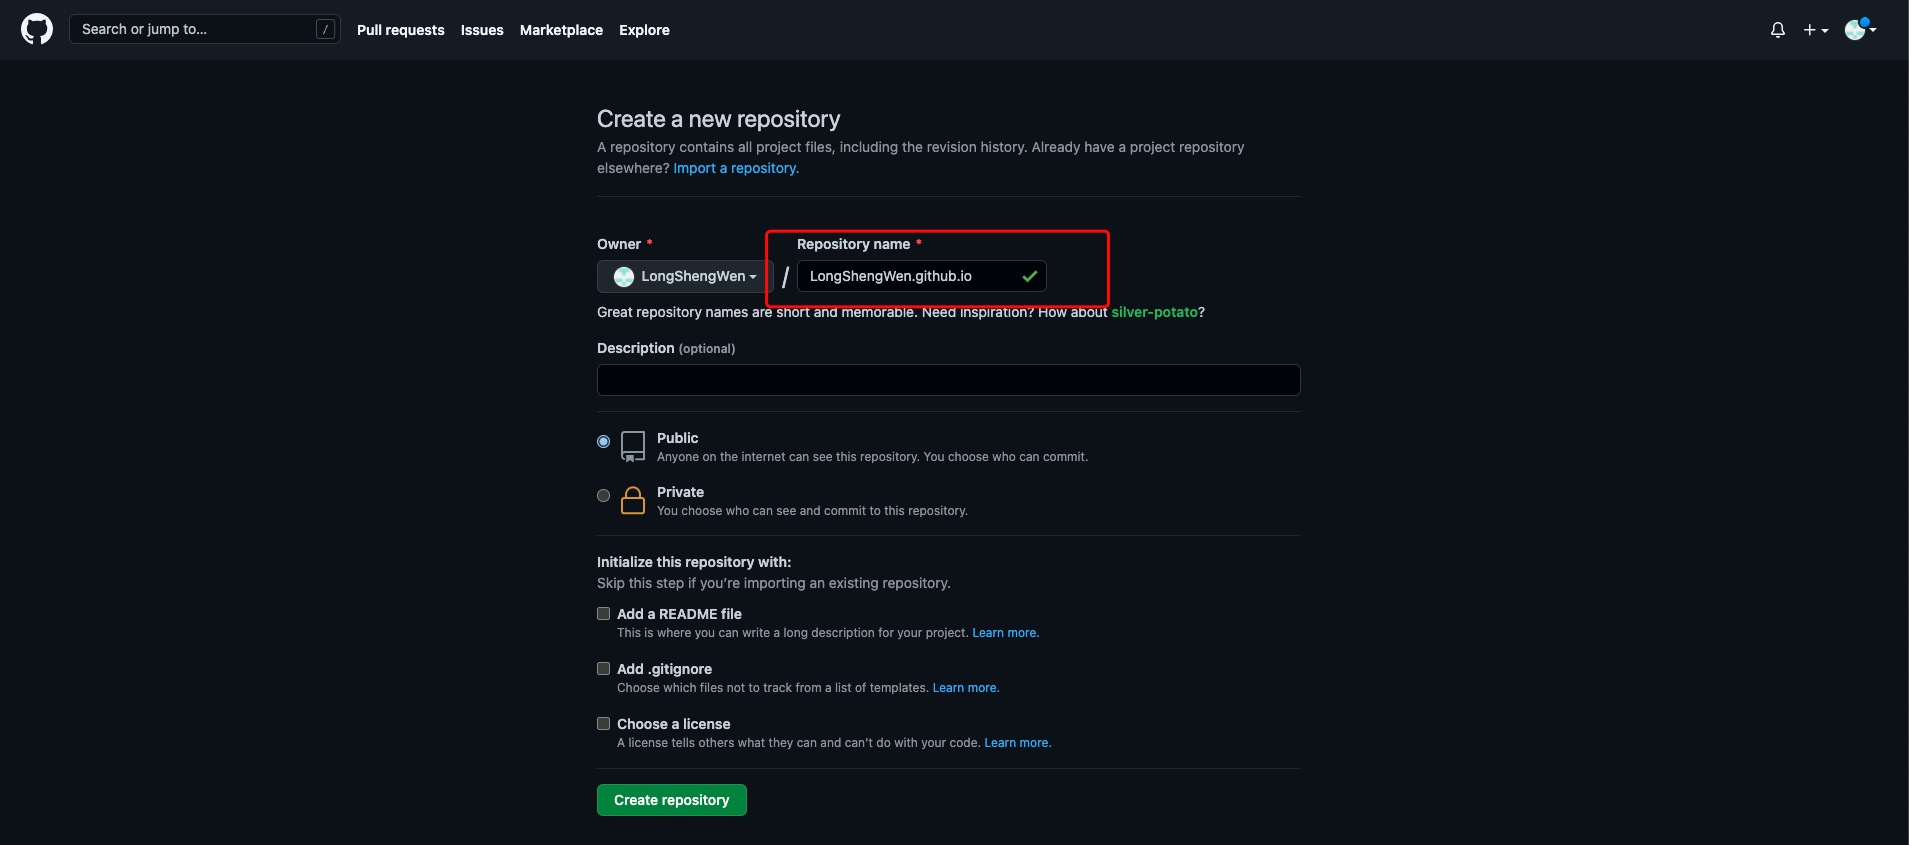 Search or jump to... /
Pull requests Issues Marketplace Explore
Create a new repository
A repository contains all project files, including the revision history. Already have a project repository
elsewhere? Import a repository.
Owner * Repository name *
LongShengWen / LongShengWen.github.io
Great repository names are short and memorable. Need inspiration? How about silver-potato?
Description (optional)
Public
Anyone on the internet can see this repository. You choose who can commit.
Private
You choose who can see and commit to this repository.
Initialize this repository with:
Skip this step if you’re importing an existing repository.
Add a README file
This is where you can write a long description for your project. Learn more.
Add .gitignore
Choose which files not to track from a list of templates. Learn more.
Choose a license
A license tells others what they can and can't do with your code. Learn more.
Create repository